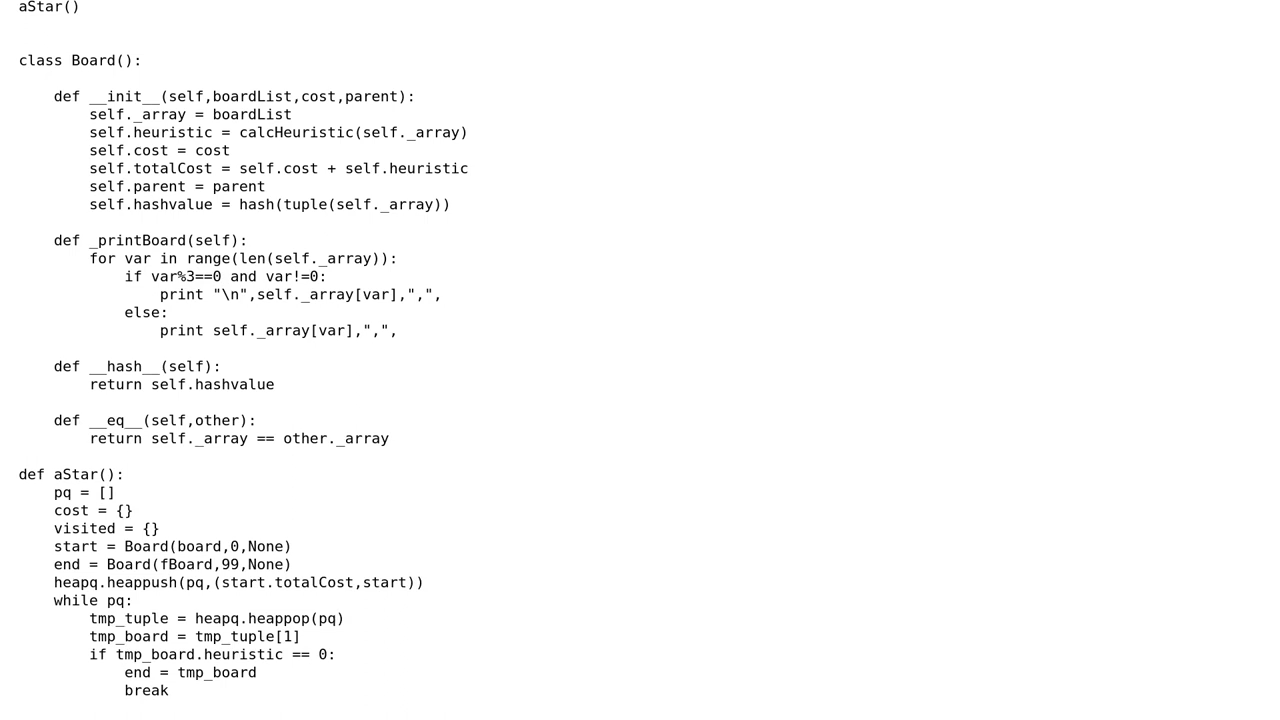 aStar()
class Board():
    def __init__(self,boardList,cost,parent):
        self._array = boardList
        self.heuristic = calcHeuristic(self._array)
        self.cost = cost
        self.totalCost = self.cost + self.heuristic
        self.parent = parent
        self.hashvalue = hash(tuple(self._array))
    def _printBoard(self):
        for var in range(len(self._array)):
            if var%3==0 and var!=0:
                print "\n",self._array[var],",",
            else:
                print self._array[var],",",
    def __hash__(self):
        return self.hashvalue
    def __eq__(self,other):
        return self._array == other._array
def aStar():
    pq = []
    cost = {}
    visited = {}
    start = Board(board,0,None)
    end = Board(fBoard,99,None)
    heapq.heappush(pq,(start.totalCost,start))
    while pq:
        tmp_tuple = heapq.heappop(pq)
        tmp_board = tmp_tuple[1]
        if tmp_board.heuristic == 0:
            end = tmp_board
            break